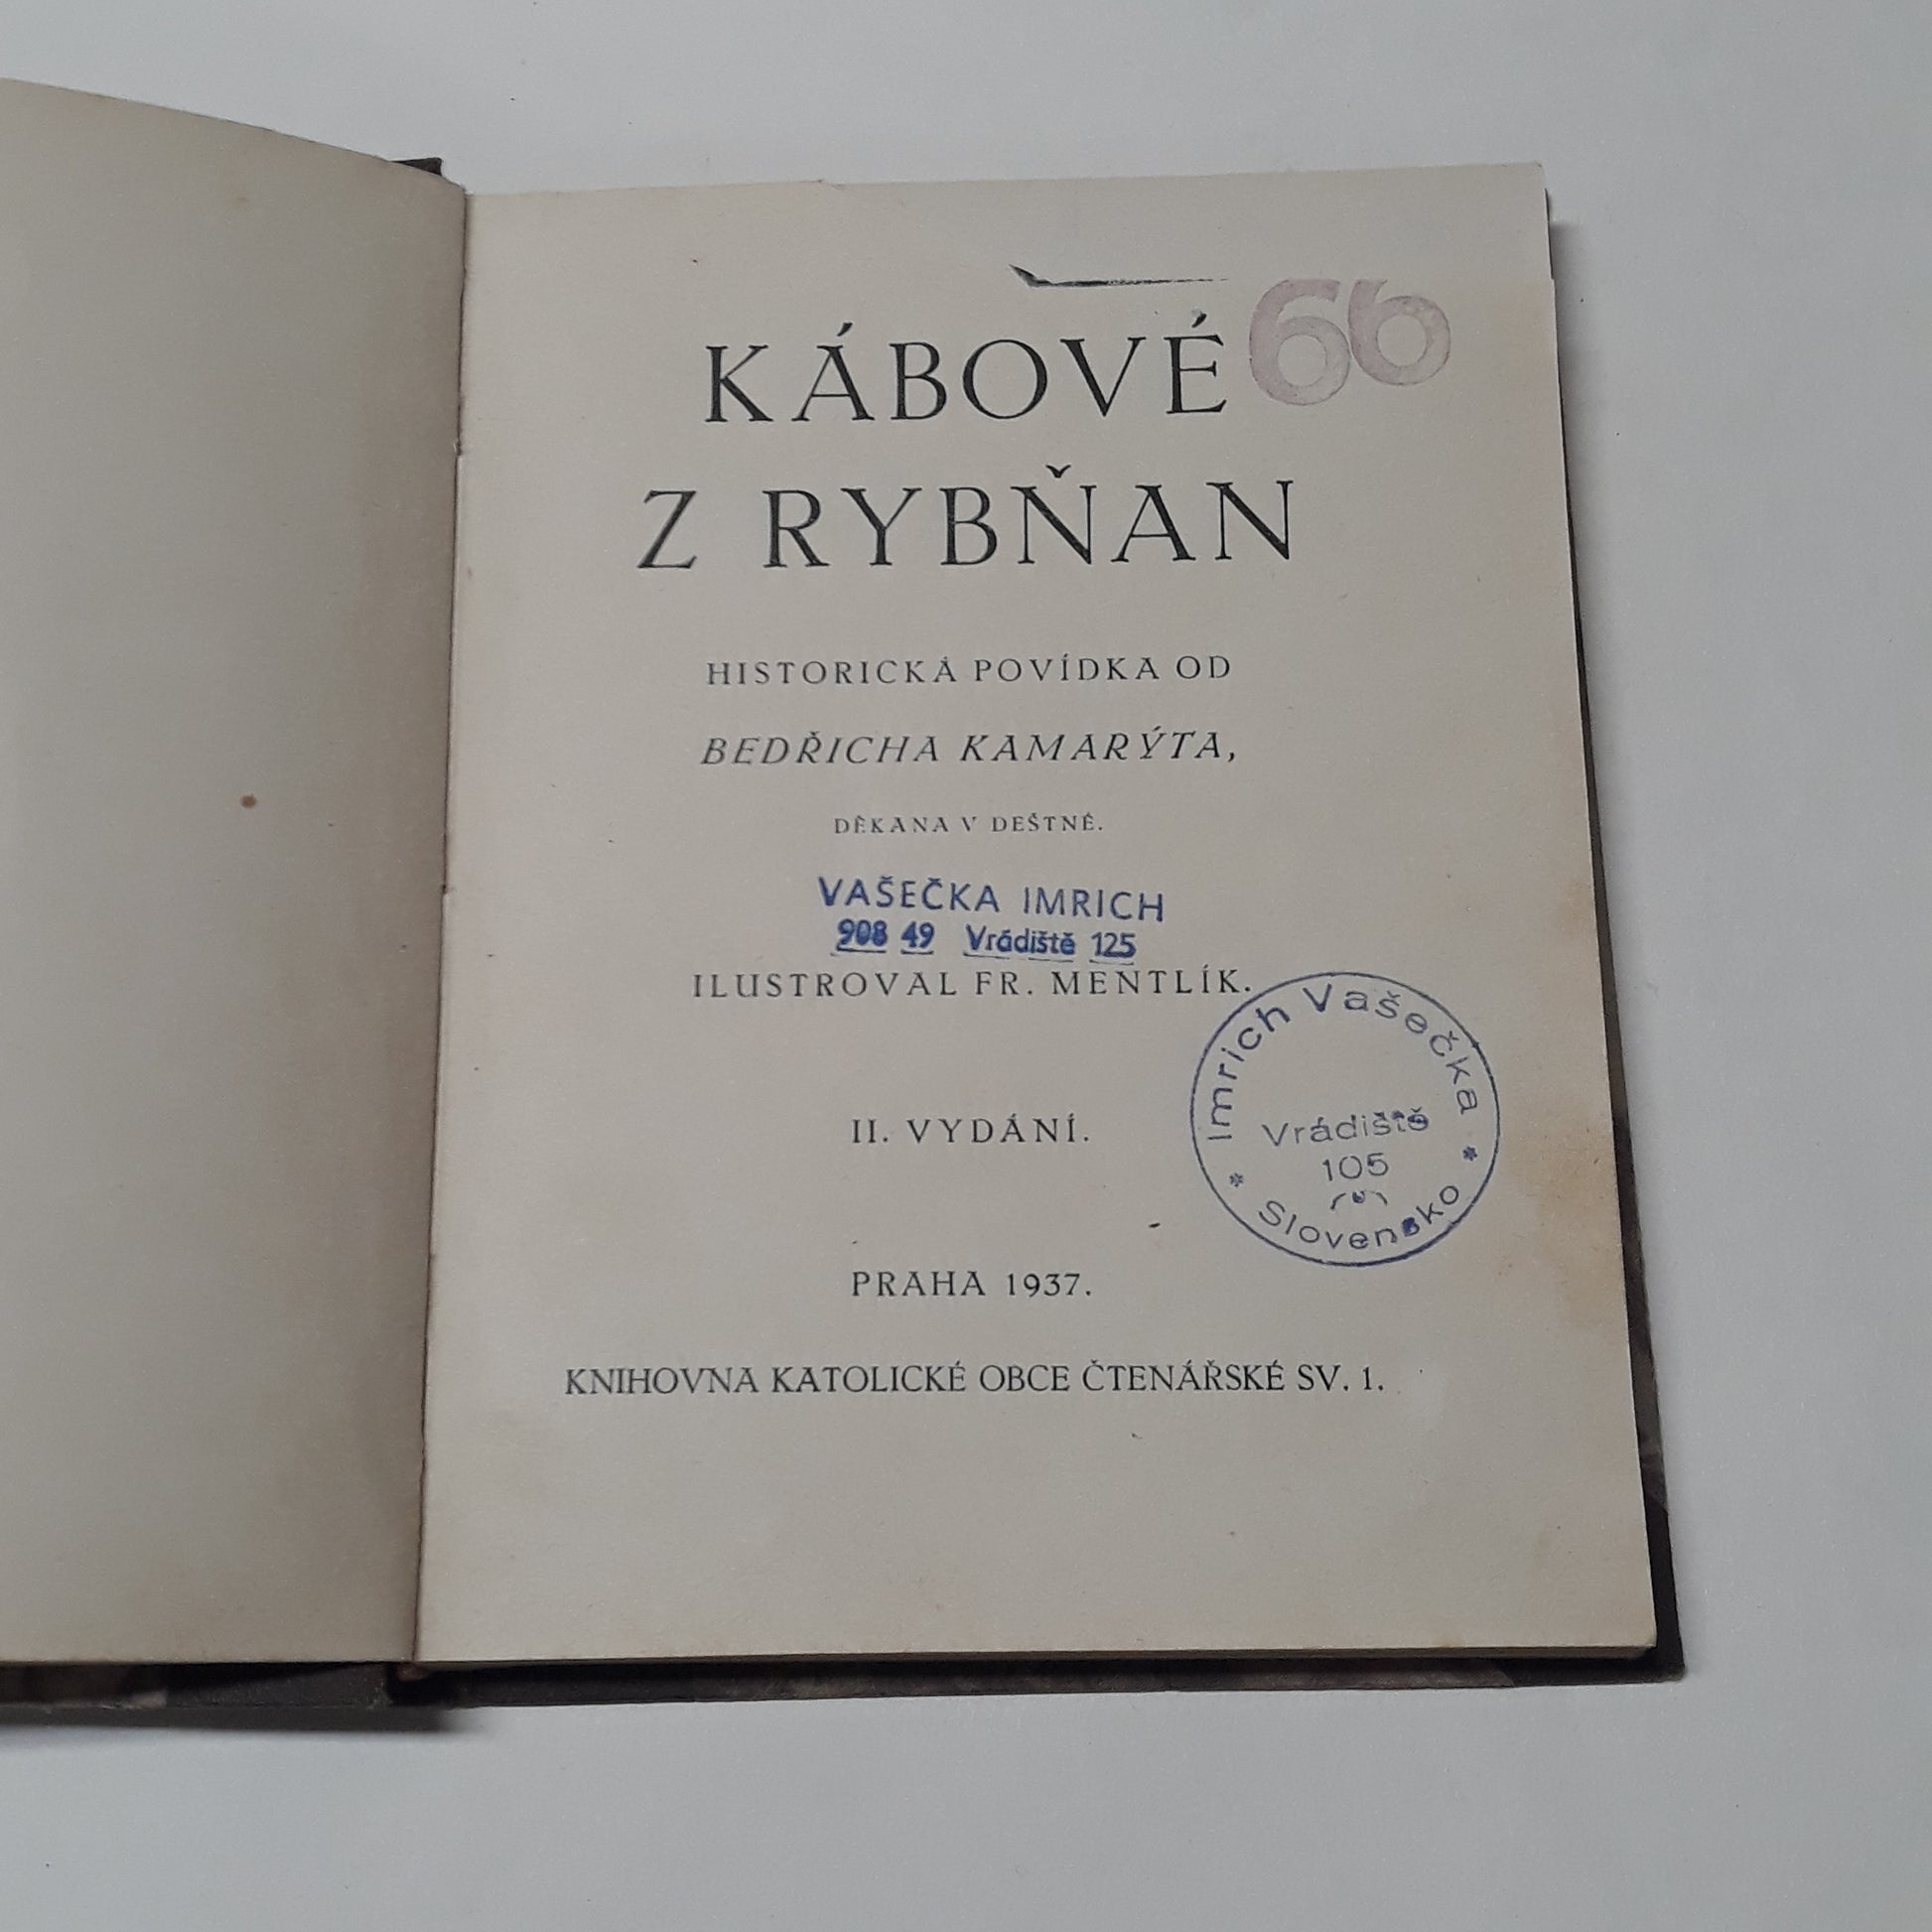 66
KÁBOVÉ
Z RYBŇAN
HISTORICKÁ POVÍDKA OD
BEDŘICHA KAMARÝTA,
DĚKANA V DEŠTNÉ.
VAŠEČKA IMRICH
908 49 Vrádiště 125
ILUSTROVAL FR. MENTLÍK.
Imrich Vašečka
Vrádiště
105
* Slovensko *
II. VYDÁNÍ.
PRAHA 1937.
KNIHOVNA KATOLICKÉ OBCE ČTENÁŘSKÉ SV. 1.